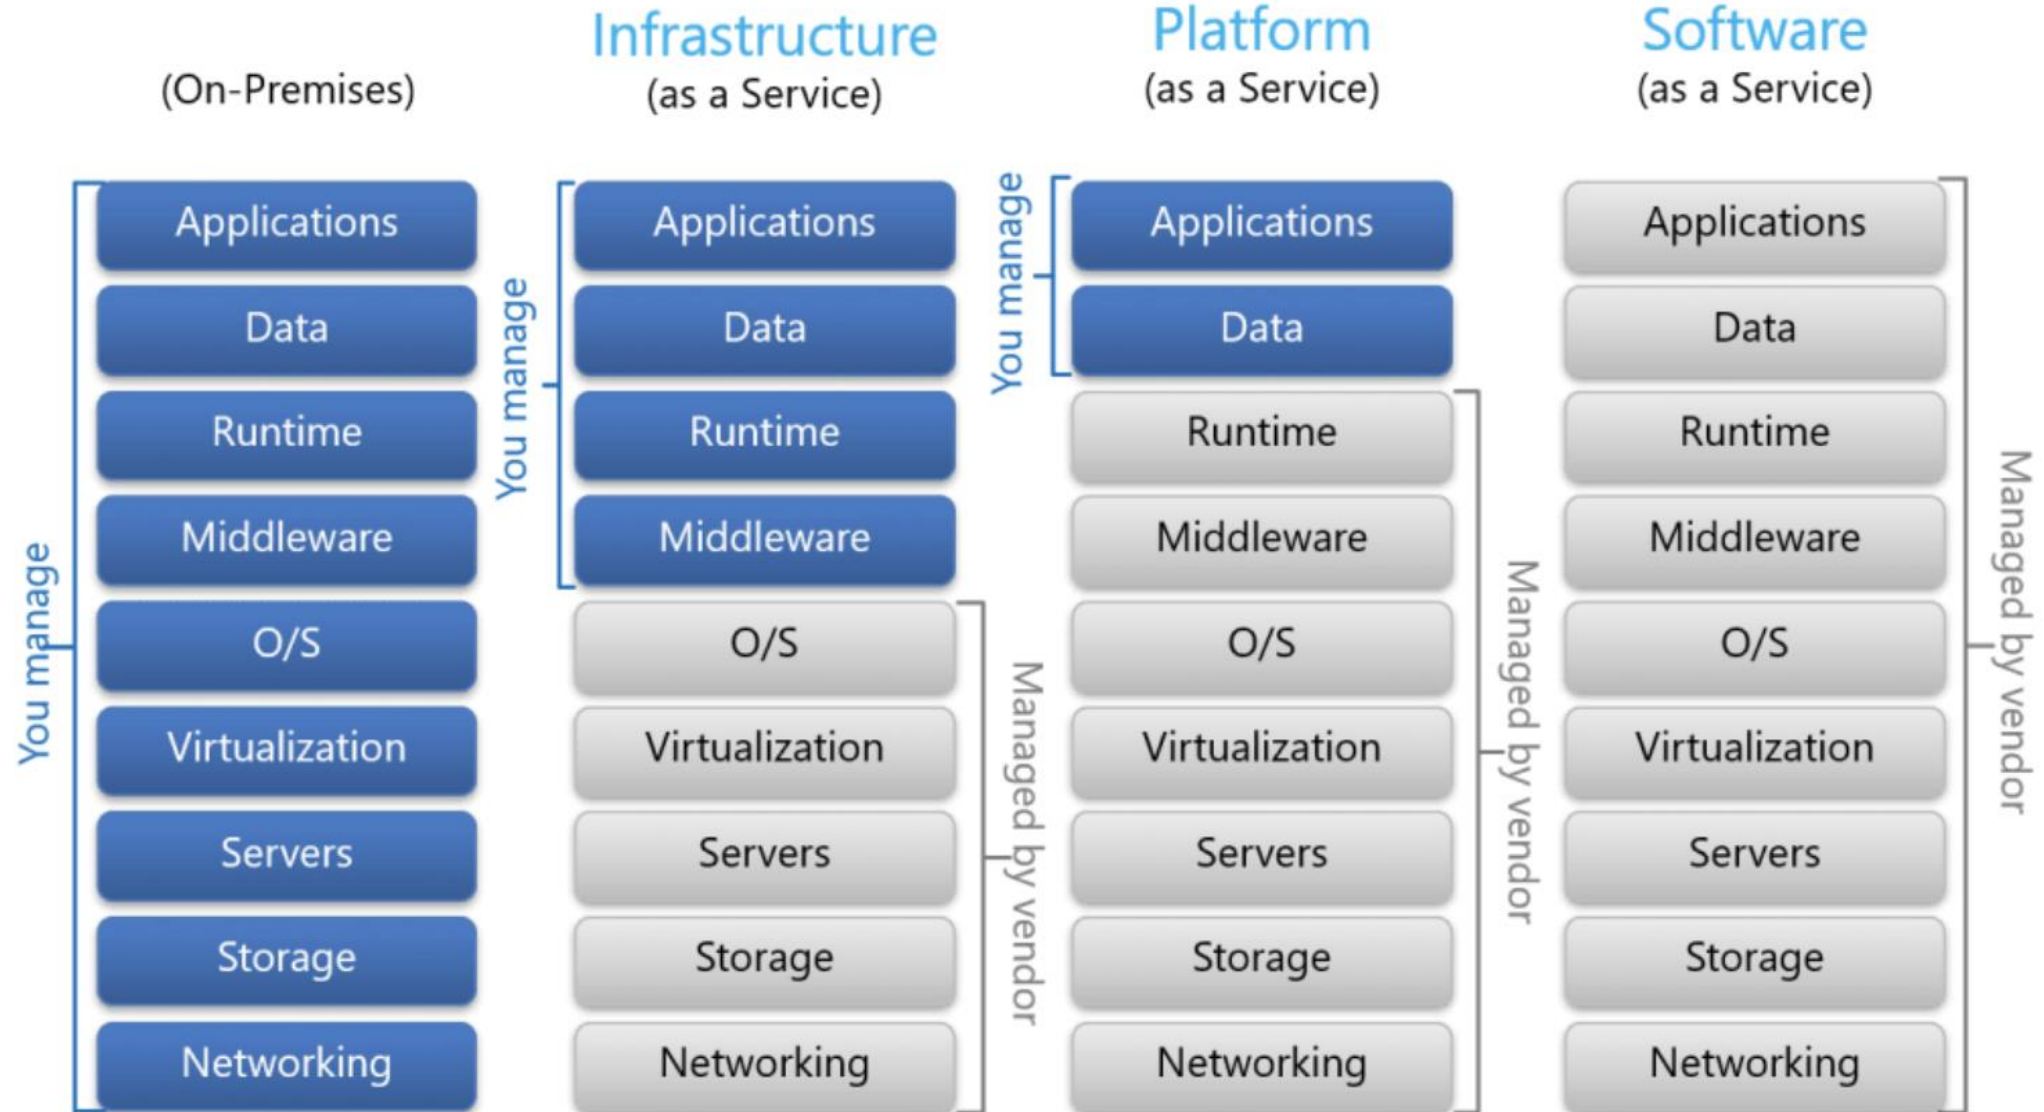 (On-Premises)
You manage
Applications
Data
Runtime
Middleware
O/S
Virtualization
Servers
Storage
Networking
Infrastructure
(as a Service)
You manage
Applications
Data
Runtime
Middleware
O/S
Virtualization
Servers
Storage
Networking
Managed by vendor
Platform
(as a Service)
You manage
Applications
Data
Runtime
Middleware
O/S
Virtualization
Servers
Storage
Networking
Managed by vendor
Software
(as a Service)
Applications
Data
Runtime
Middleware
O/S
Virtualization
Servers
Storage
Networking
Managed by vendor